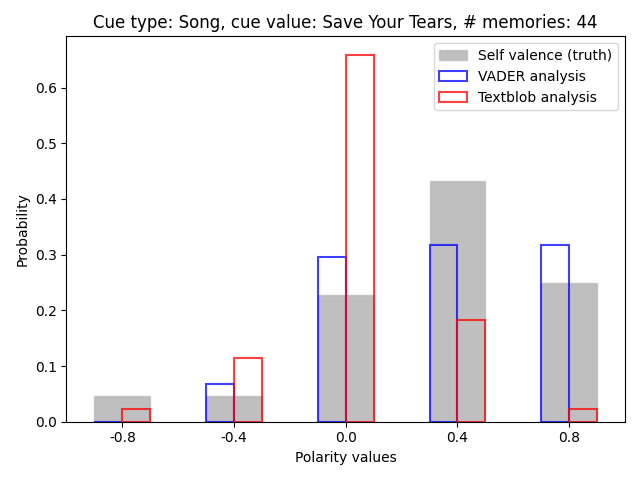 Cue type: Song, cue value: Save Your Tears, # memories: 44
Self valence (truth)
VADER analysis
Textblob analysis
Probability
0.6
0.5
0.4
0.3
0.2
0.1
0.0
-0.8 -0.4 0.0 0.4 0.8
Polarity values